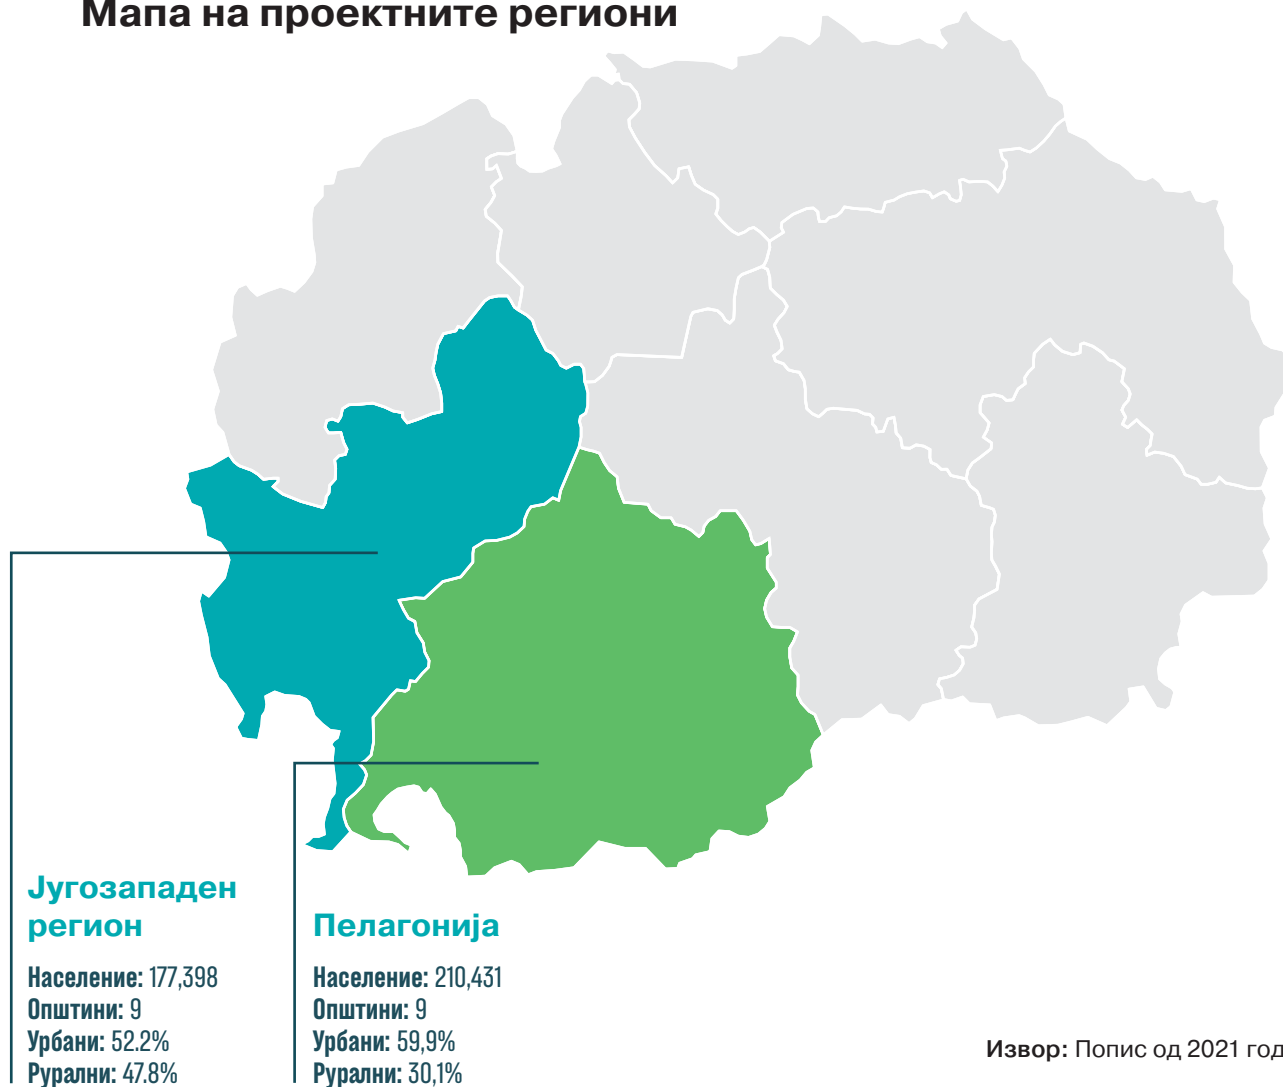 Мапа на проектните региони
Југозападен
регион
Население: 177,398
Општини: 9
Урбани: 52.2%
Рурални: 47.8%
Пелагонија
Население: 210,431
Општини: 9
Урбани: 59,9%
Рурални: 30,1%
Извор: Попис од 2021 год